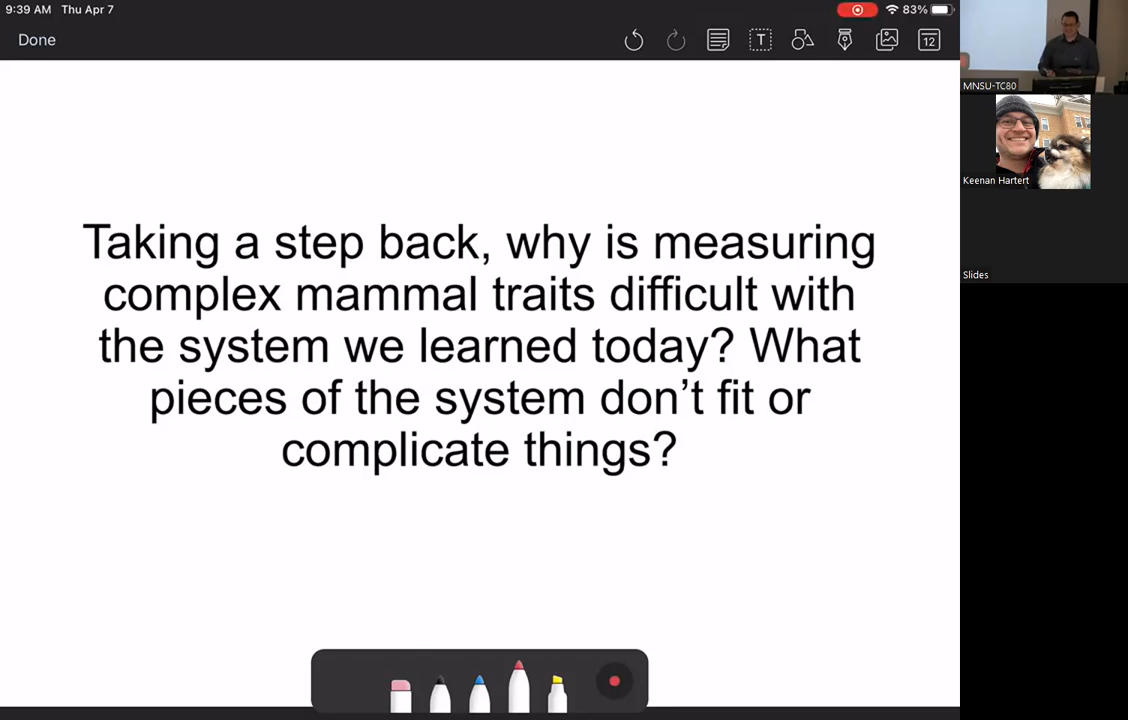 9:39 AM Thu Apr 7
83%
Done
T
12
MNSU-TC80
Keenan Hartert
Slides
Taking a step back, why is measuring
complex mammal traits difficult with
the system we learned today? What
pieces of the system don’t fit or
complicate things?